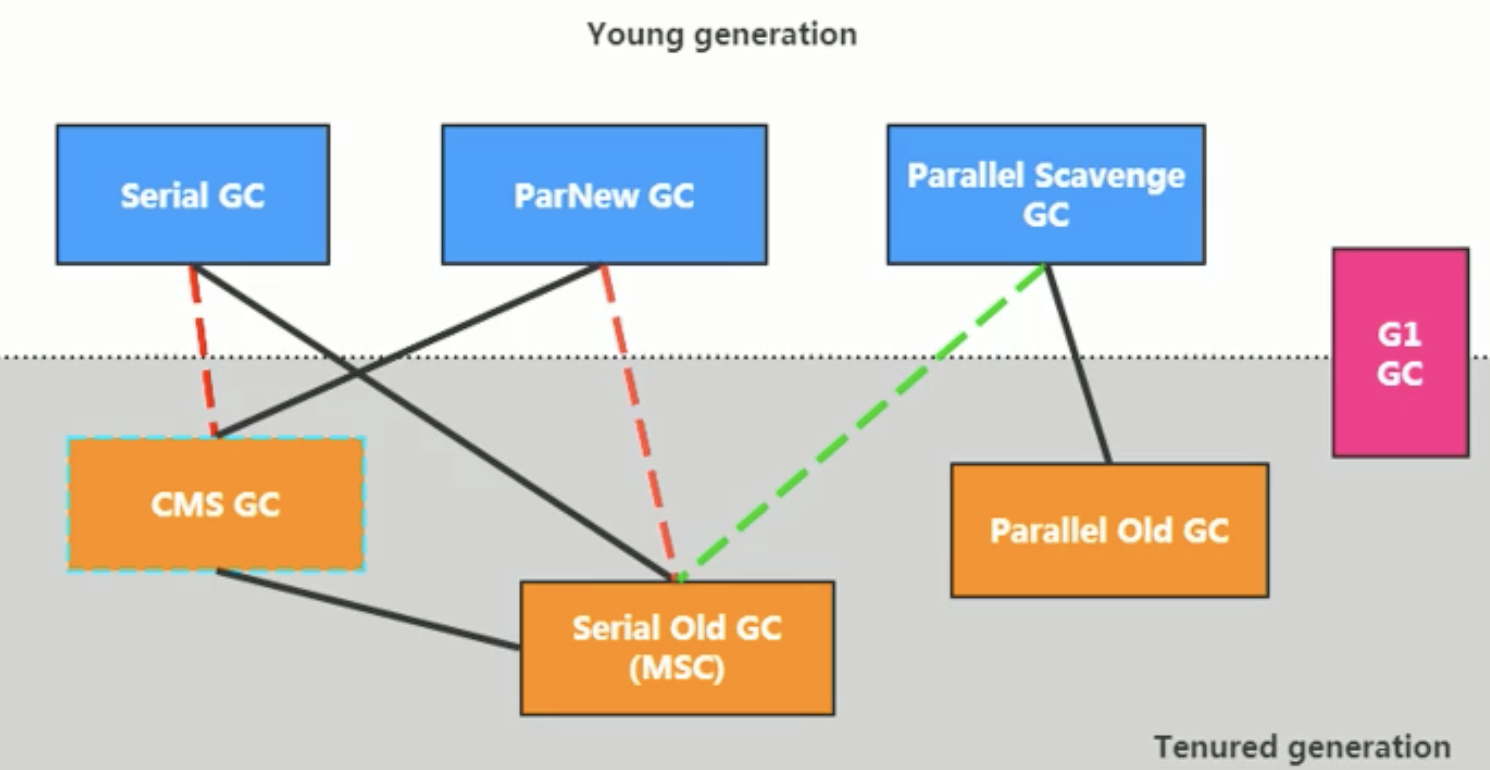 Young generation
Serial GC
ParNew GC
Parallel Scavenge
GC
G1
GC
CMS GC
Parallel Old GC
Serial Old GC
(MSC)
Tenured generation